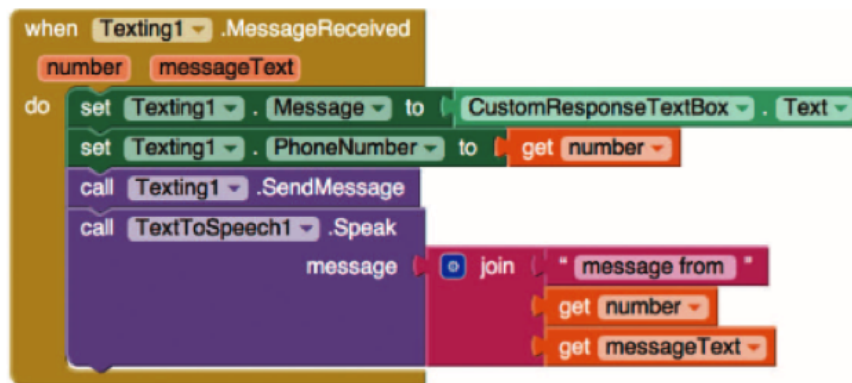 when Texting1 .MessageReceived
number messageText
do set Texting1 . Message to CustomResponseTextBox . Text
set Texting1 . PhoneNumber to get number
call Texting1 .SendMessage
call TextToSpeech1 .Speak
message join " message from "
get number
get messageText